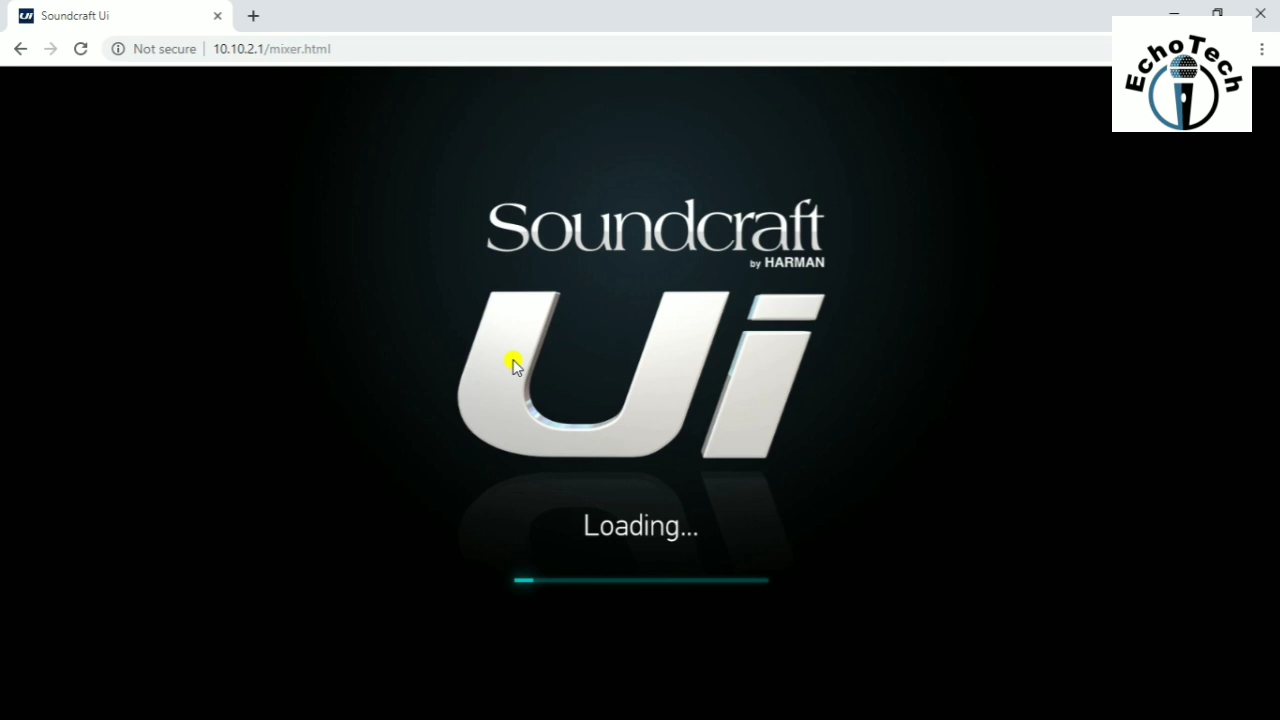 Soundcraft Ui
Not secure
10.10.2.1/mixer.html
EchoTech
Soundcraft
by HARMAN
Ui
Loading...